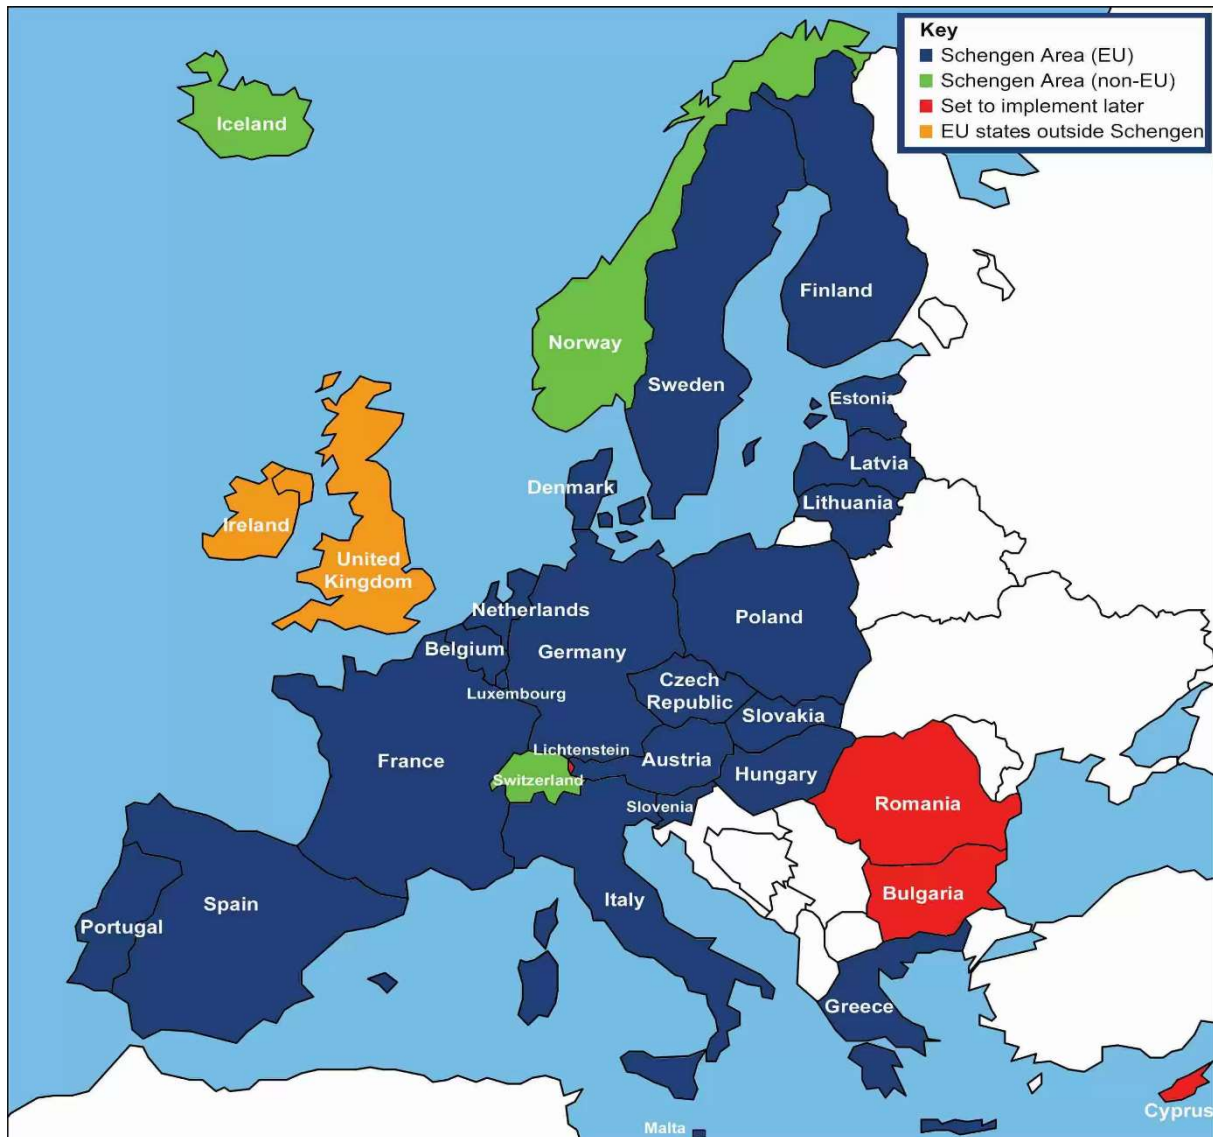 Key
Schengen Area (EU)
Schengen Area (non-EU)
Set to implement later
EU states outside Schengen
Iceland
Finland
Norway
Sweden
Estonia
Latvia
Denmark
Lithuania
Ireland
United
Kingdom
Netherlands
Poland
Belgium
Germany
Czech
Republic
Luxembourg
Slovakia
Lichtenstein
France
Austria
Switzerland
Hungary
Romania
Slovenia
Bulgaria
Spain
Italy
Portugal
Greece
Cyprus
Malta